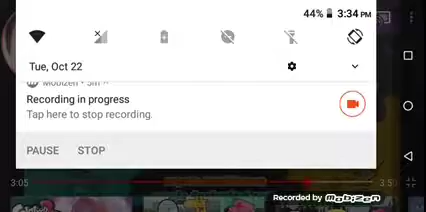 44% 3:34 PM
Tue, Oct 22
Mobizen • 5m
Recording in progress
Tap here to stop recording.
PAUSE STOP
3:05
Recorded by MOBIZEN